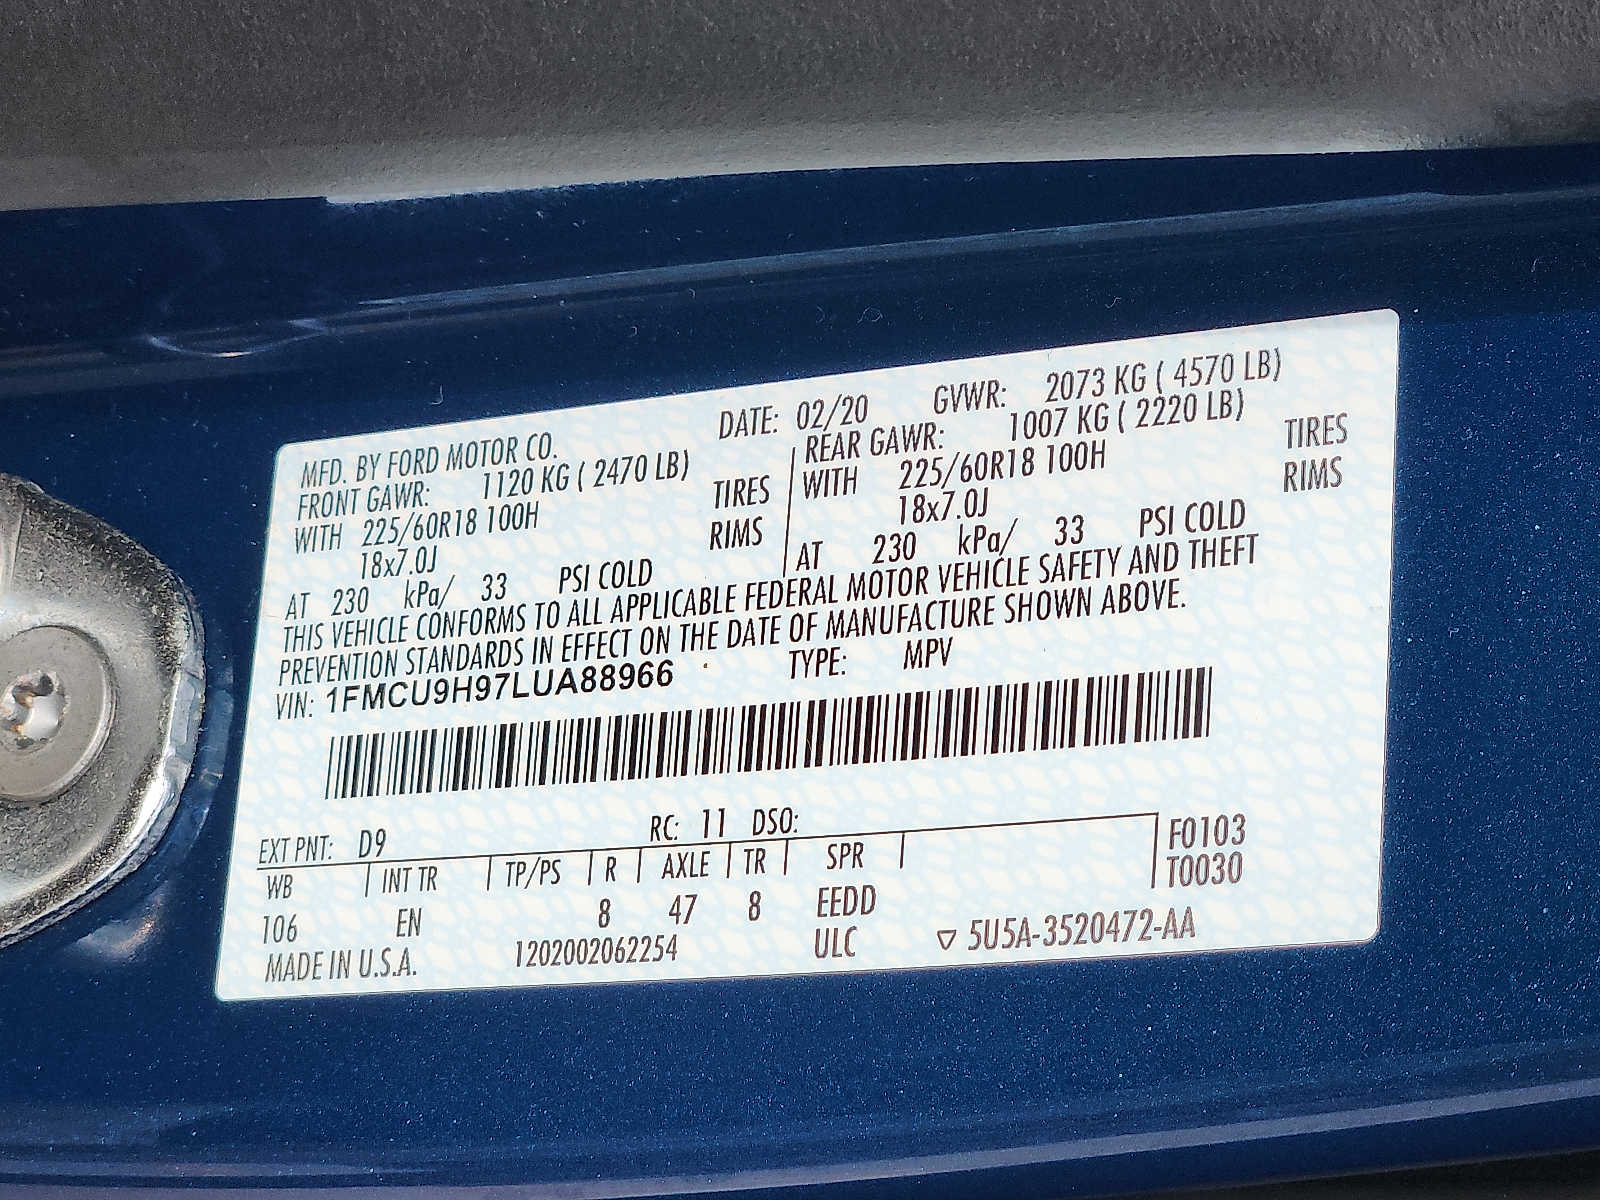 MFD. BY FORD MOTOR CO. DATE: 02/20 GVWR: 2073 KG ( 4570 LB)
FRONT GAWR: 1120 KG ( 2470 LB) REAR GAWR: 1007 KG ( 2220 LB)
WITH 225/60R18 100H TIRES WITH 225/60R18 100H TIRES
18x7.0J RIMS 18x7.0J RIMS
AT 230 kPa/ 33 PSI COLD AT 230 kPa/ 33 PSI COLD
THIS VEHICLE CONFORMS TO ALL APPLICABLE FEDERAL MOTOR VEHICLE SAFETY AND THEFT
PREVENTION STANDARDS IN EFFECT ON THE DATE OF MANUFACTURE SHOWN ABOVE.
VIN: 1FMCU9H97LUA88966 TYPE: MPV
EXT PNT: D9 RC: 11 DSO:
WB INT TR TP/PS R AXLE TR SPR F0103
106 EN 8 47 8 EEDD T0030
MADE IN U.S.A. 1202002062254 ULC ▽ 5U5A-3520472-AA